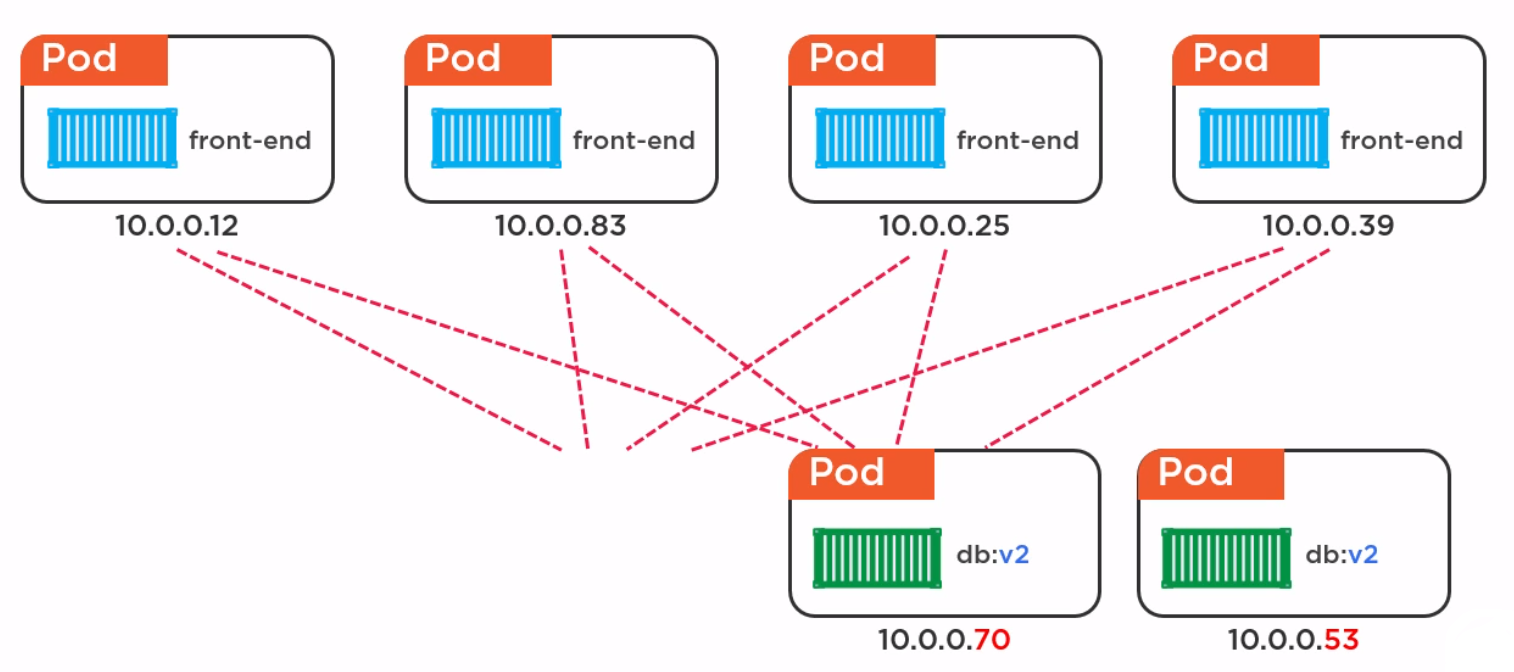 Pod
front-end
10.0.0.12
Pod
front-end
10.0.0.83
Pod
front-end
10.0.0.25
Pod
front-end
10.0.0.39
Pod
db:v2
10.0.0.70
Pod
db:v2
10.0.0.53